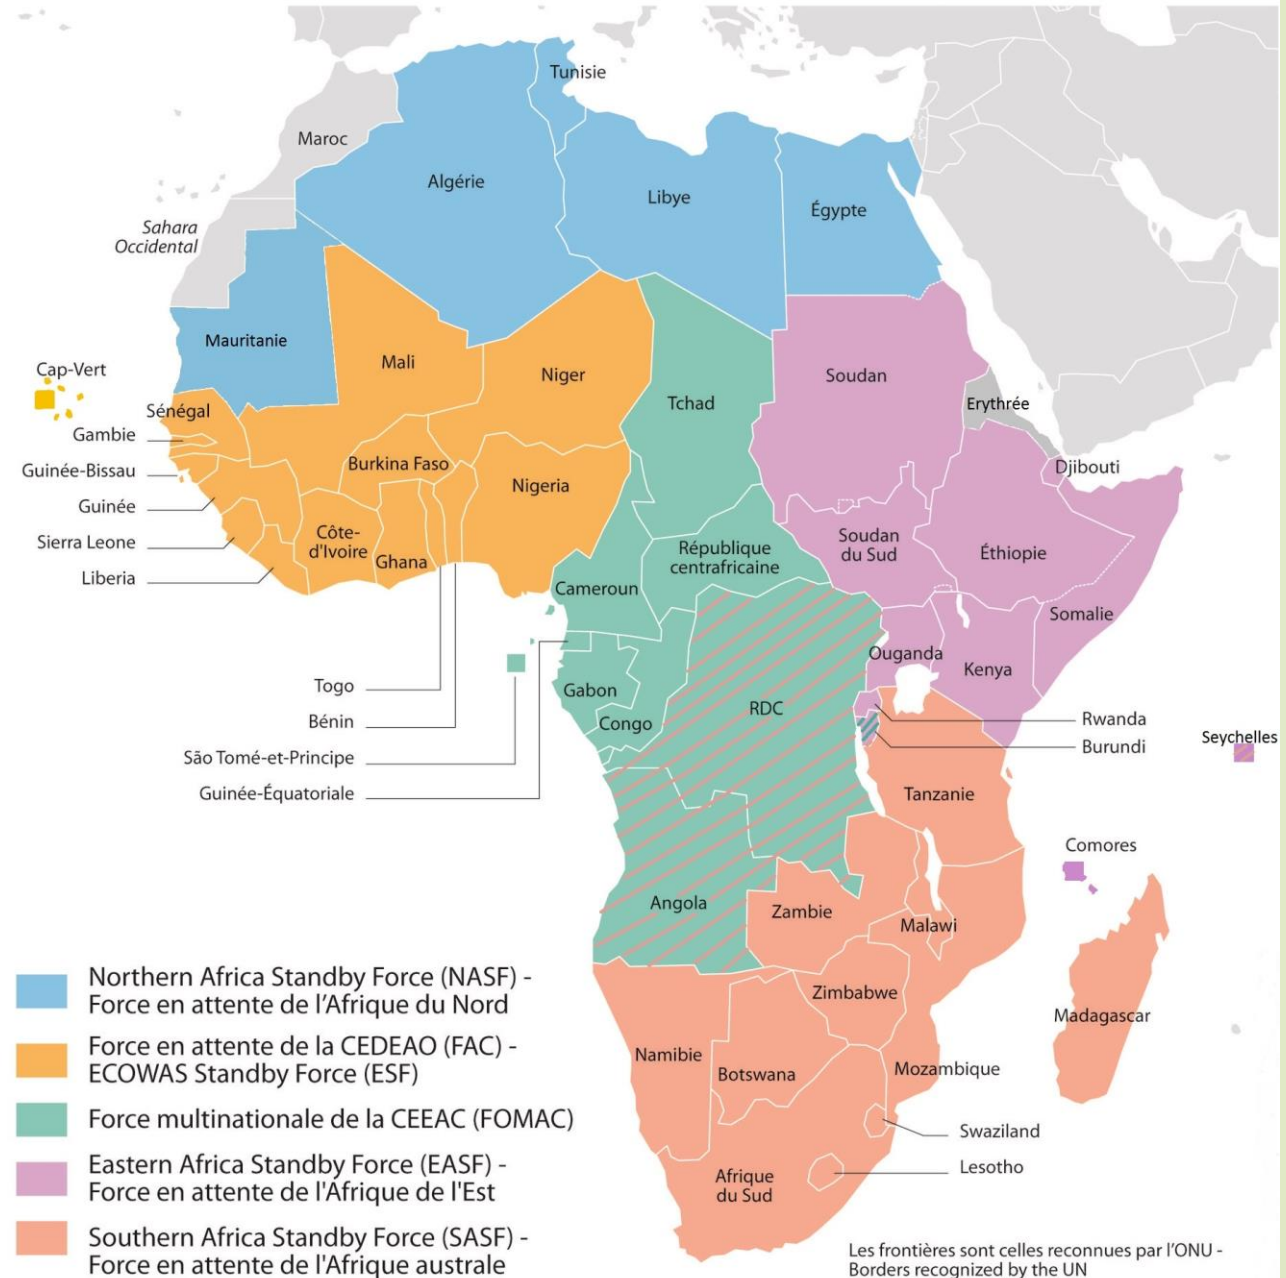 Tunisie
Maroc
Algérie
Libye
Égypte
Sahara
Occidental
Mauritanie
Cap-Vert
Mali
Niger
Tchad
Soudan
Erythrée
Sénégal
Gambie
Guinée-Bissau
Guinée
Sierra Leone
Liberia
Burkina Faso
Nigeria
Côte-
d'Ivoire
Ghana
Djibouti
Soudan
du Sud
Éthiopie
République
centrafricaine
Cameroun
Somalie
Ouganda
Kenya
Togo
Bénin
São Tomé-et-Principe
Guinée-Équatoriale
Gabon
Congo
RDC
Rwanda
Burundi
Seychelles
Tanzanie
Comores
Angola
Zambie
Malawi
Zimbabwe
Madagascar
Namibie
Botswana
Mozambique
Swaziland
Lesotho
Afrique
du Sud
Northern Africa Standby Force (NASF) -
Force en attente de l'Afrique du Nord
Force en attente de la CEDEAO (FAC) -
ECOWAS Standby Force (ESF)
Force multinationale de la CEEAC (FOMAC)
Eastern Africa Standby Force (EASF) -
Force en attente de l'Afrique de l'Est
Southern Africa Standby Force (SASF) -
Force en attente de l'Afrique australe
Les frontières sont celles reconnues par l'ONU -
Borders recognized by the UN